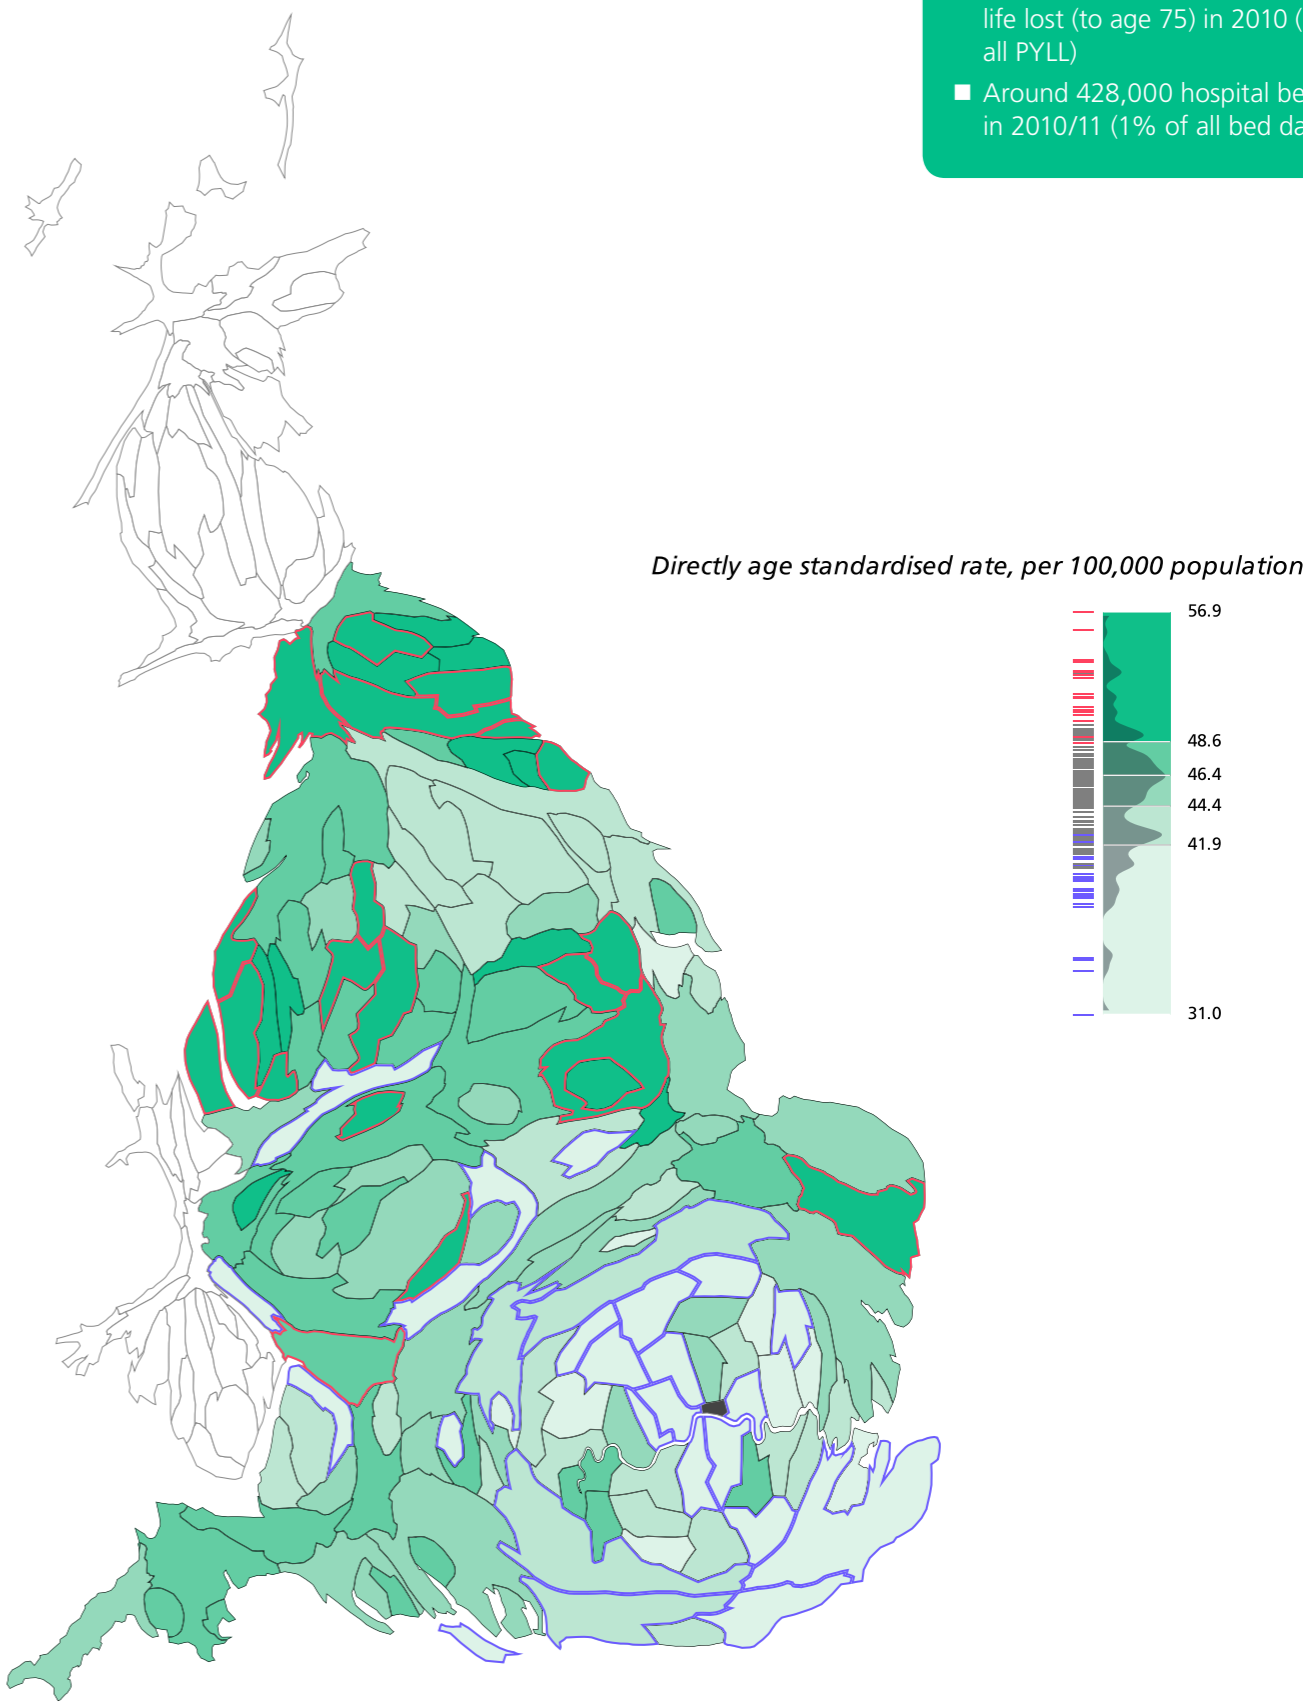 life lost (to age 75) in 2010 (
all PYLL)
■ Around 428,000 hospital be
in 2010/11 (1% of all bed da
Directly age standardised rate, per 100,000 population
56.9
48.6
46.4
44.4
41.9
31.0